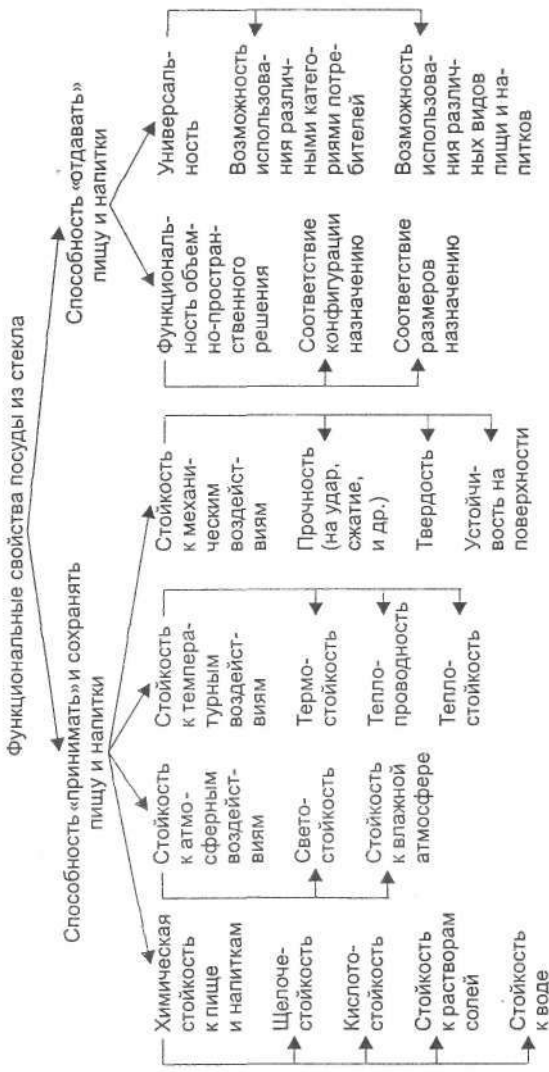 Функциональные свойства посуды из стекла
Способность «принимать» и сохранять
пищу и напитки
Способность «отдавать»
пищу и напитки
Химическая
стойкость
к пище
и напиткам
Щелоче-
стойкость
Кислото-
стойкость
Стойкость
к растворам
солей
Стойкость
к воде
Стойкость
к атмо-
сферным
воздейст-
виям
Свето-
стойкость
Стойкость
к влажной
атмосфере
Стойкость
к темпера-
турным
воздейст-
виям
Термо-
стойкость
Тепло-
проводность
Тепло-
стойкость
Стойкость
к механи-
ческим
воздейст-
виям
Прочность
(на удар,
сжатие,
и др.)
Твердость
Устойчи-
вость на
поверхности
Функциональ-
ность объем-
но-простран-
ственного
решения
Соответствие
конфигурации
назначению
Соответствие
размеров
назначению
Универсаль-
ность
Возможность
использова-
ния различ-
ными катего-
риями потре-
бителей
Возможность
использова-
ния различ-
ных видов
пищи и на-
питков